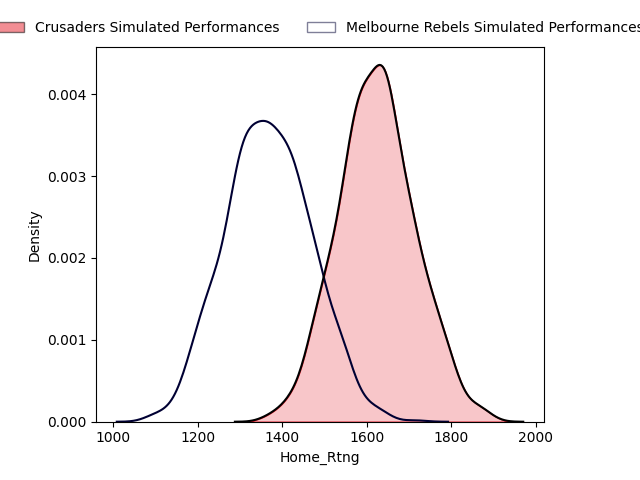 Crusaders Simulated Performances
Melbourne Rebels Simulated Performances
0.004
0.003
0.002
0.001
0.000
Density
1000 1200 1400 1600 1800 2000
Home_Rtng